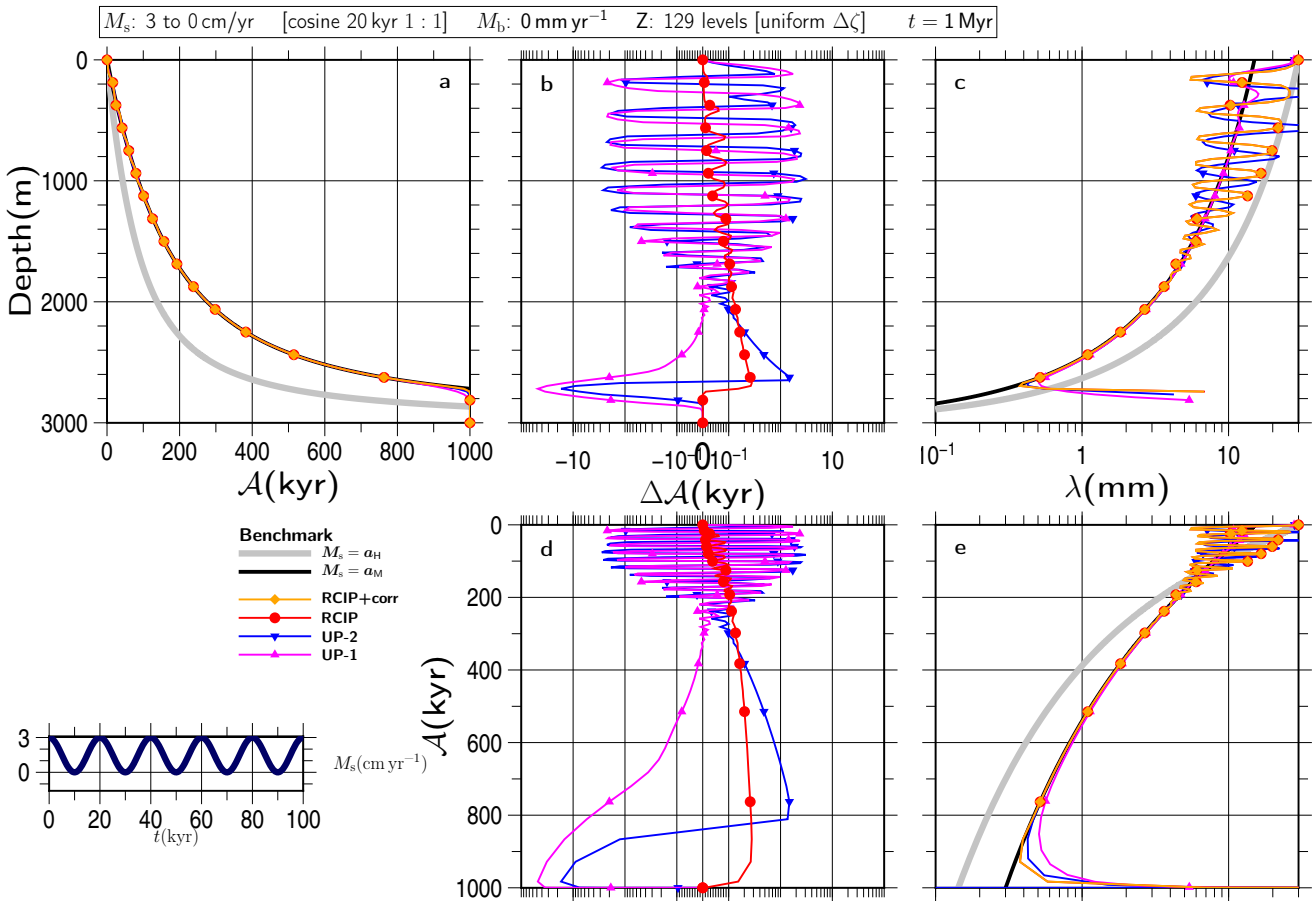 M_s: 3 to 0 cm/yr [cosine 20 kyr 1 : 1] M_b: 0 mm yr⁻¹ Z: 129 levels [uniform Δζ] t = 1 Myr
a b c
0
1000
2000
3000
Depth(m)
0 200 400 600 800 1000
𝒜(kyr)
−10 −10⁻¹ 0 10⁻¹ 10
Δ𝒜(kyr)
10⁻¹ 1 10
λ(mm)
Benchmark
M_s = a_H
M_s = a_M
RCIP+corr
RCIP
UP-2
UP-1
3
0
M_s(cm yr⁻¹)
0 20 40 60 80 100
t(kyr)
d e
0
200
400
600
800
1000
𝒜(kyr)